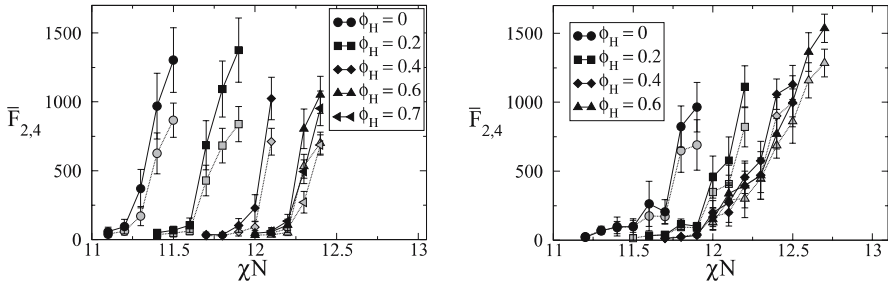 1500
1000
500
0
F̅2,4
11 11.5 12 12.5 13
χN
ϕH = 0
ϕH = 0.2
ϕH = 0.4
ϕH = 0.6
ϕH = 0.7
1500
1000
500
0
F̅2,4
11 11.5 12 12.5 13
χN
ϕH = 0
ϕH = 0.2
ϕH = 0.4
ϕH = 0.6